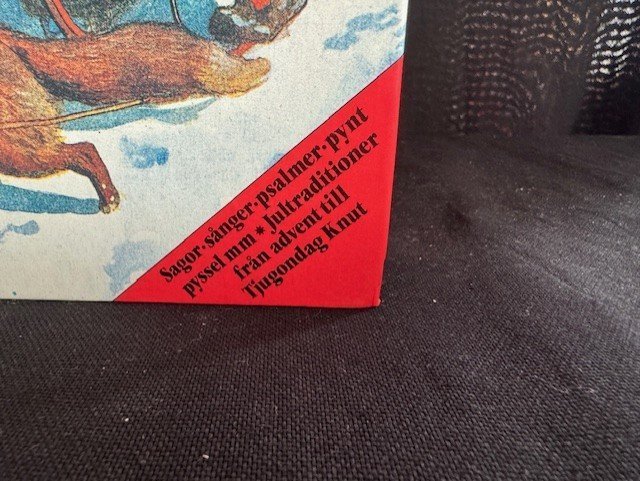 Sagor·sånger·psalmer·pynt
pyssel mm * Jultraditioner
från advent till
Tjugondag Knut